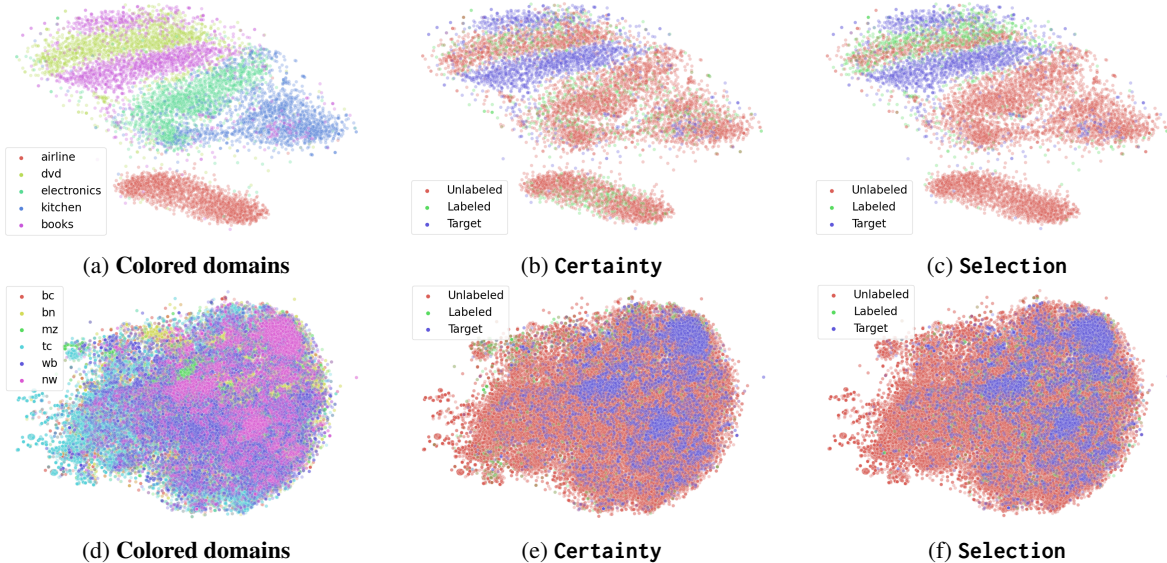 airline
dvd
electronics
kitchen
books
Unlabeled
Labeled
Target
Unlabeled
Labeled
Target
(a) Colored domains
(b) Certainty
(c) Selection
bc
bn
mz
tc
wb
nw
Unlabeled
Labeled
Target
Unlabeled
Labeled
Target
(d) Colored domains
(e) Certainty
(f) Selection